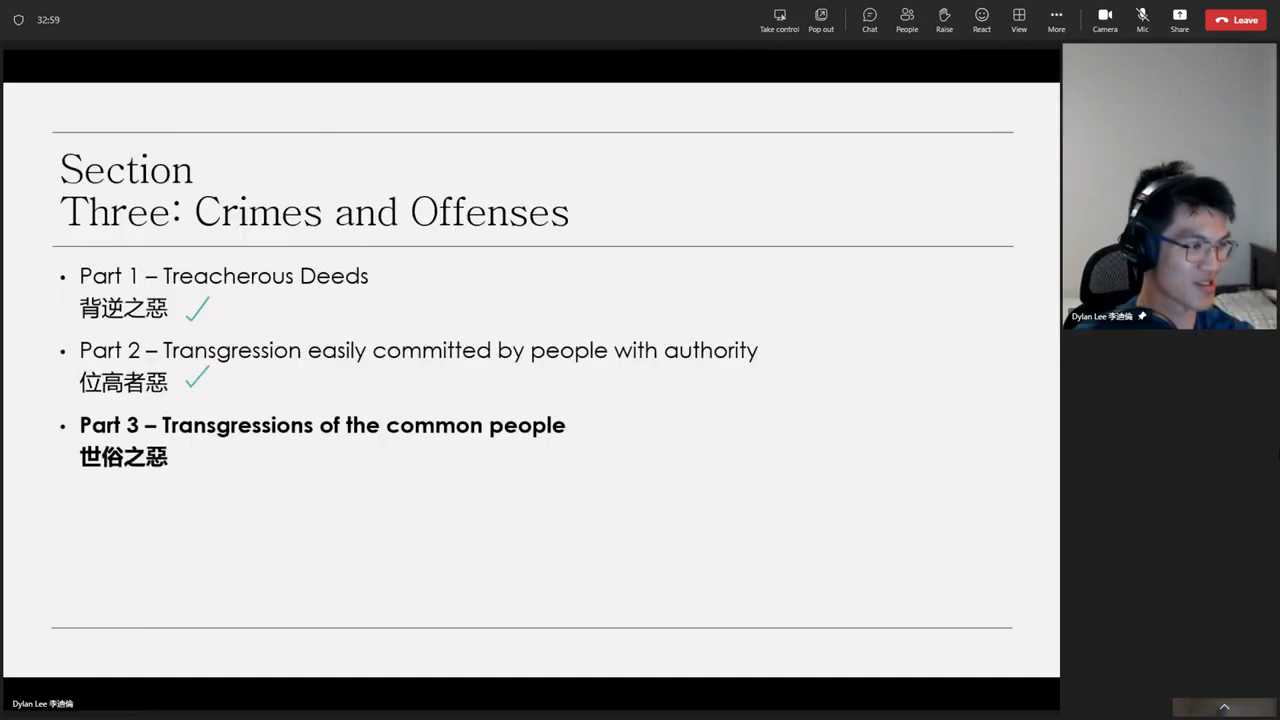 32:59
Take control
Pop out
Chat
People
Raise
React
View
More
Camera
Mic
Share
Leave
Section
Three: Crimes and Offenses
• Part 1 – Treacherous Deeds
背逆之惡
• Part 2 – Transgression easily committed by people with authority
位高者惡
• Part 3 – Transgressions of the common people
世俗之惡
Dylan Lee 李迪倫
Dylan Lee 李迪倫